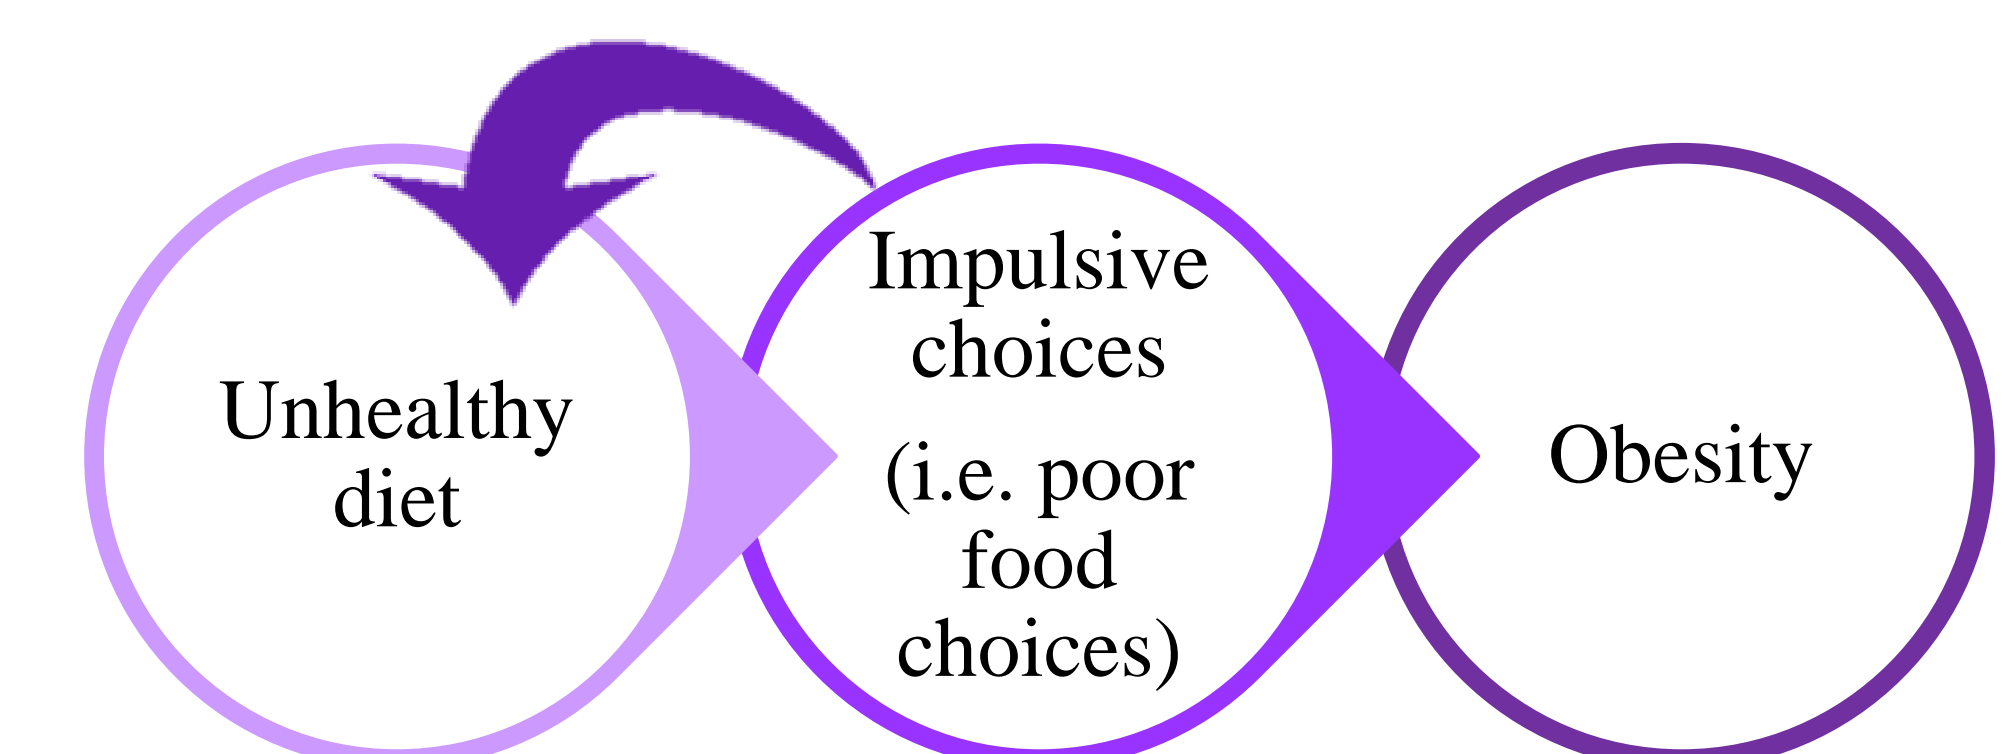 Unhealthy
diet
Impulsive
choices
(i.e. poor
food
choices)
Obesity